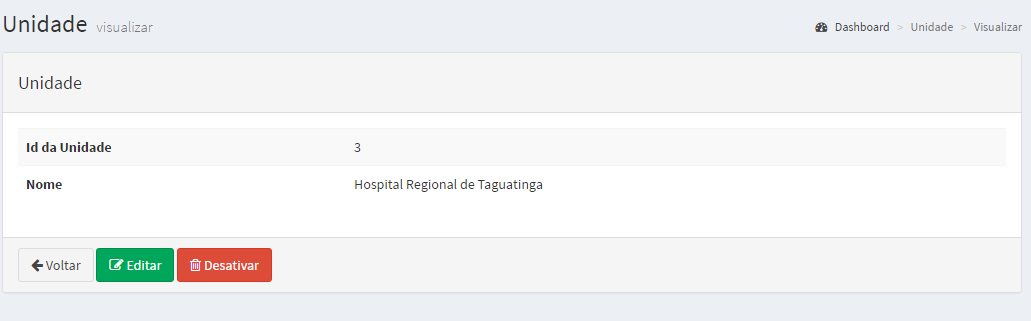 Unidade visualizar
Dashboard > Unidade > Visualizar
Unidade
Id da Unidade 3
Nome Hospital Regional de Taguatinga
Voltar Editar Desativar